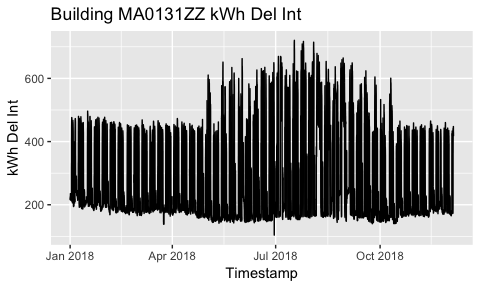 Building MA0131ZZ kWh Del Int
kWh Del Int
600
400
200
Jan 2018
Apr 2018
Jul 2018
Oct 2018
Timestamp